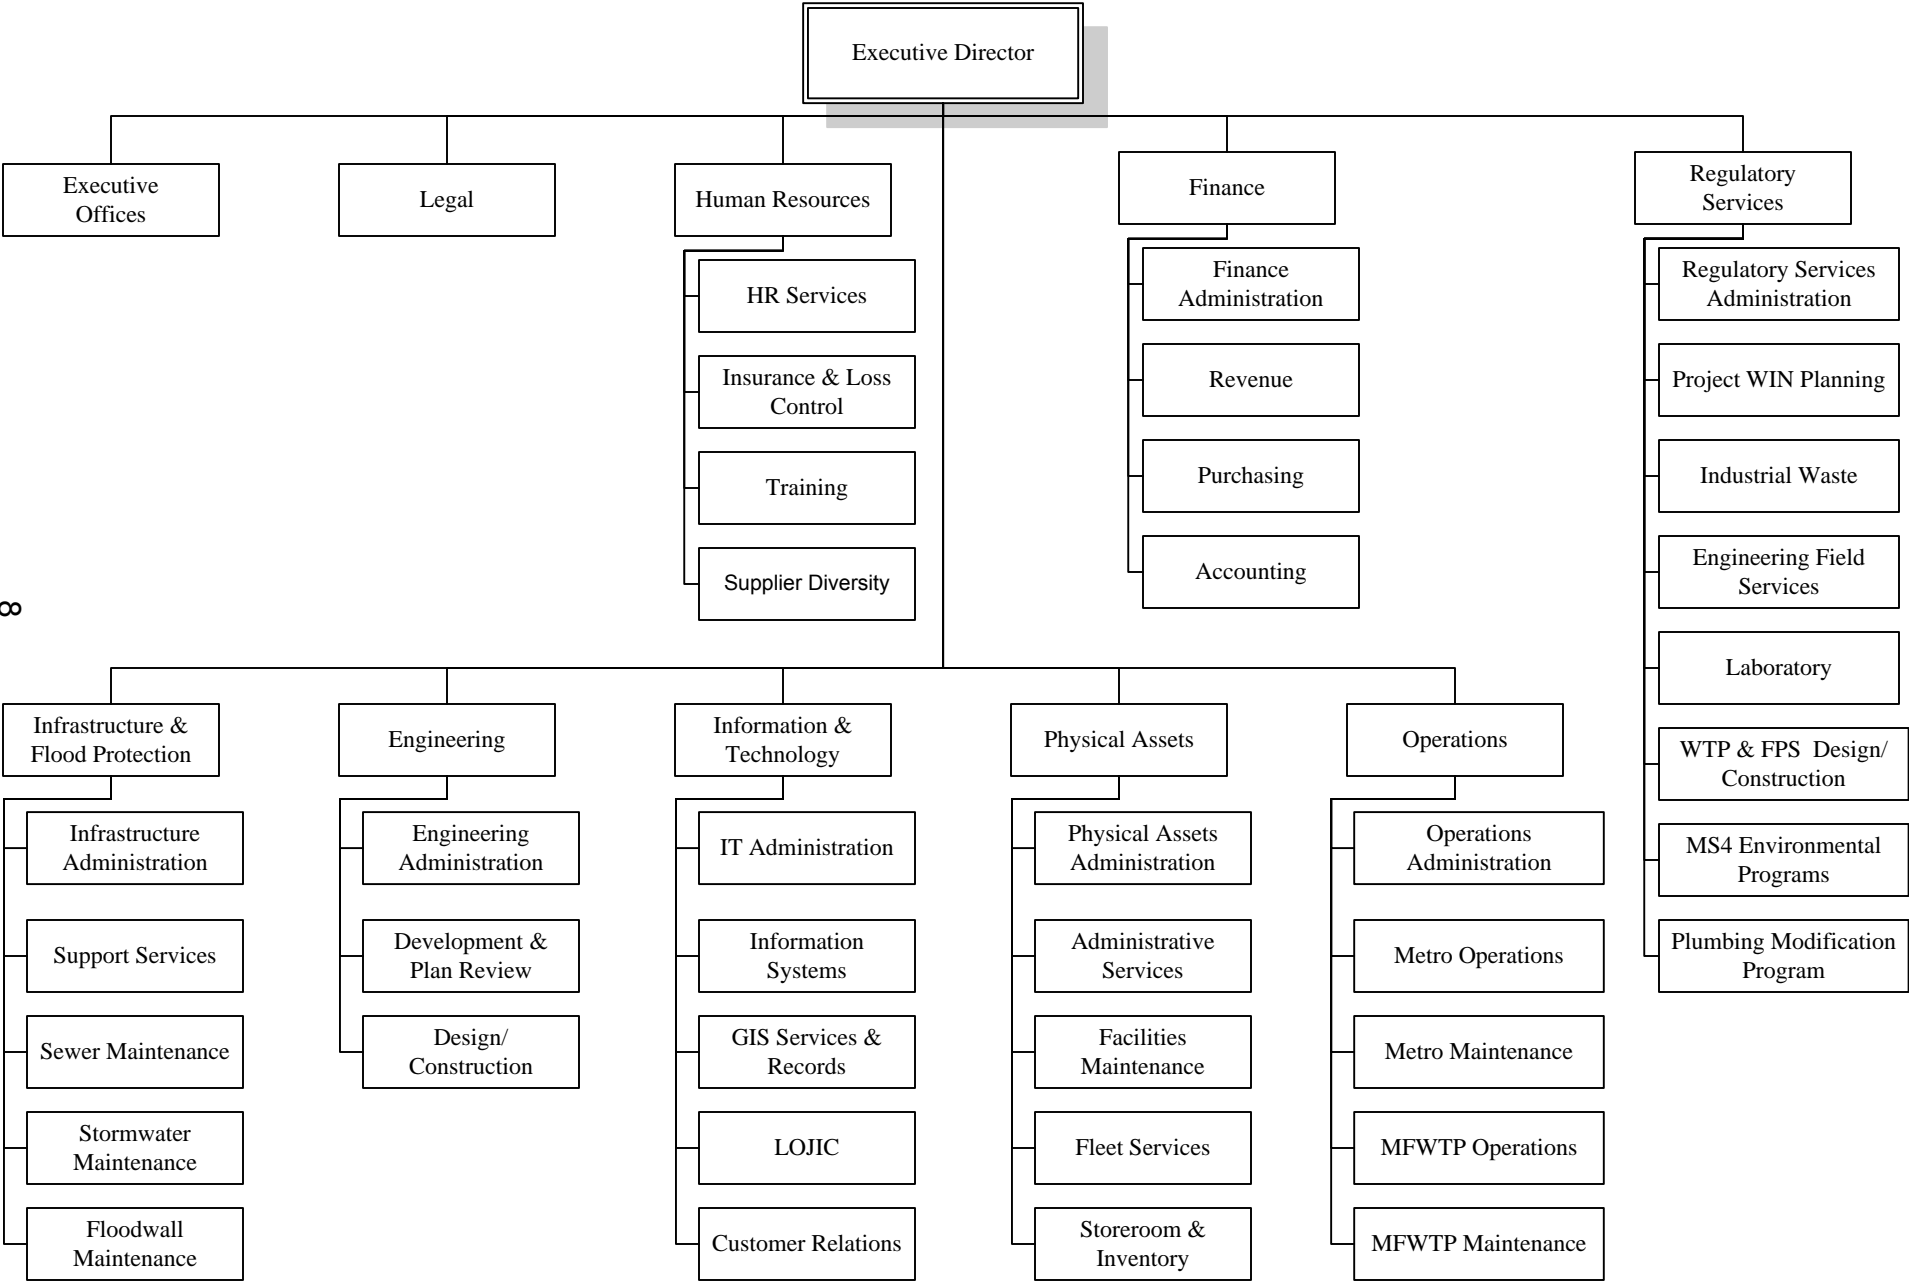 Executive Director
Executive
Offices
Legal
Human Resources
Finance
Regulatory
Services
HR Services
Insurance & Loss
Control
Training
Supplier Diversity
Finance
Administration
Revenue
Purchasing
Accounting
Regulatory Services
Administration
Project WIN Planning
Industrial Waste
Engineering Field
Services
Laboratory
WTP & FPS Design/
Construction
MS4 Environmental
Programs
Plumbing Modification
Program
8
Infrastructure &
Flood Protection
Infrastructure
Administration
Support Services
Sewer Maintenance
Stormwater
Maintenance
Floodwall
Maintenance
Engineering
Engineering
Administration
Development &
Plan Review
Design/
Construction
Information &
Technology
IT Administration
Information
Systems
GIS Services &
Records
LOJIC
Customer Relations
Physical Assets
Physical Assets
Administration
Administrative
Services
Facilities
Maintenance
Fleet Services
Storeroom &
Inventory
Operations
Operations
Administration
Metro Operations
Metro Maintenance
MFWTP Operations
MFWTP Maintenance